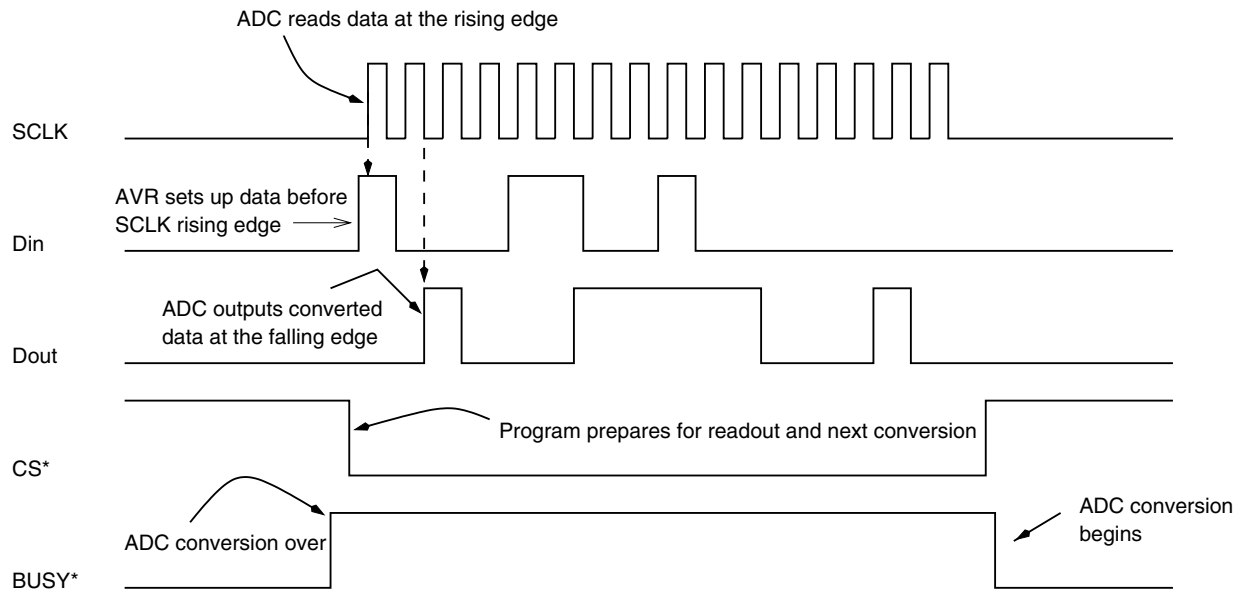 ADC reads data at the rising edge
SCLK
AVR sets up data before
SCLK rising edge
Din
ADC outputs converted
data at the falling edge
Dout
Program prepares for readout and next conversion
CS*
ADC conversion over
ADC conversion
begins
BUSY*